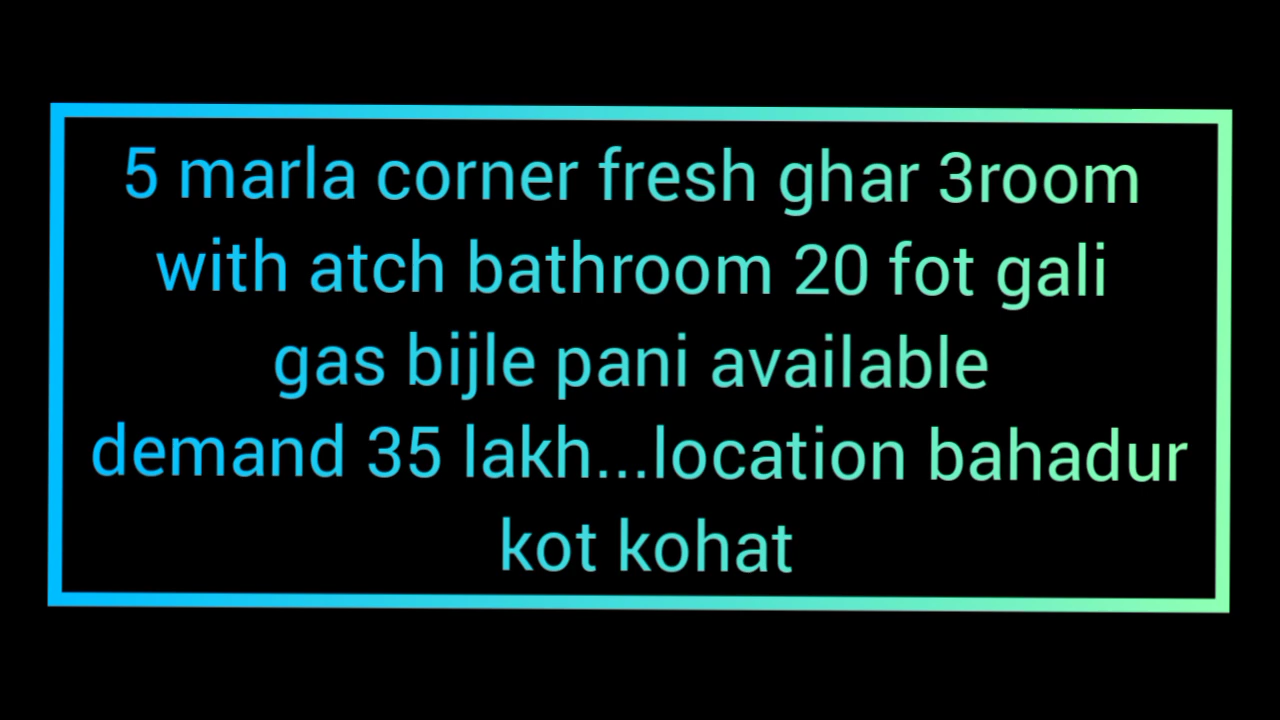 5 marla corner fresh ghar 3room
with atch bathroom 20 fot gali
gas bijle pani available
demand 35 lakh...location bahadur
kot kohat